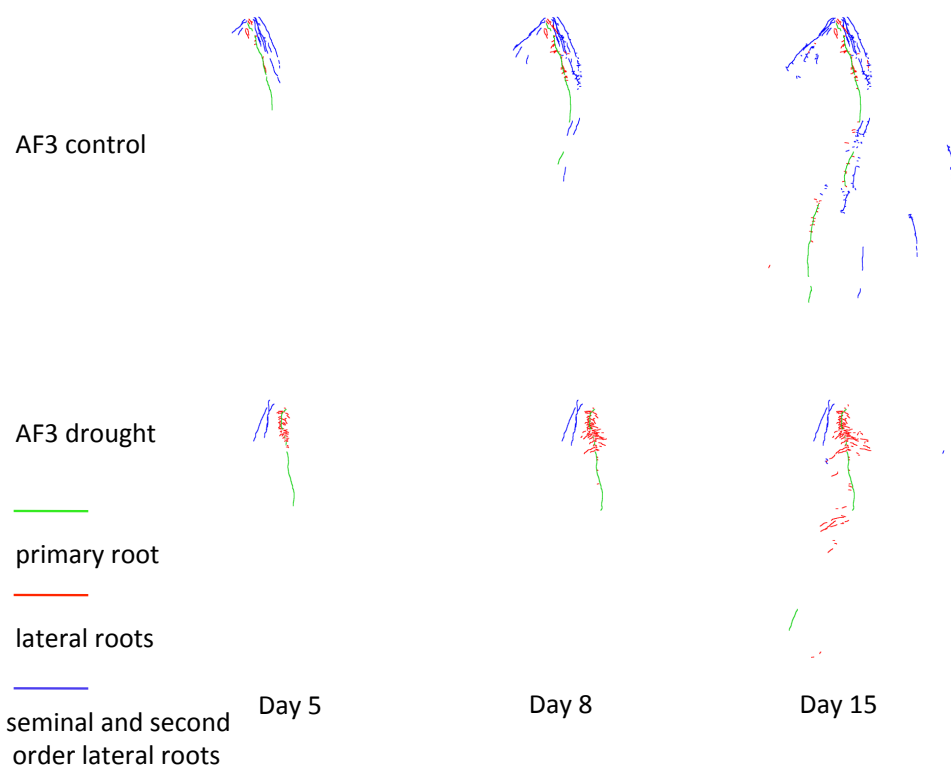 AF3 control
AF3 drought
primary root
lateral roots
seminal and second
order lateral roots
Day 5
Day 8
Day 15